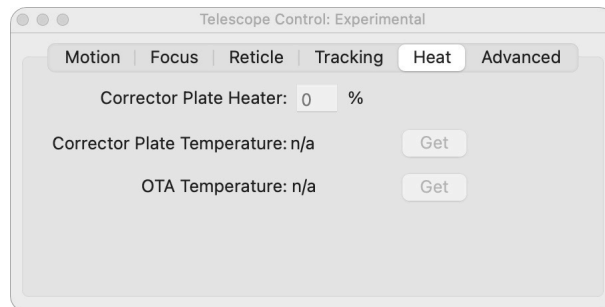 Telescope Control: Experimental
Motion Focus Reticle Tracking Heat Advanced
Corrector Plate Heater: 0 %
Corrector Plate Temperature: n/a Get
OTA Temperature: n/a Get